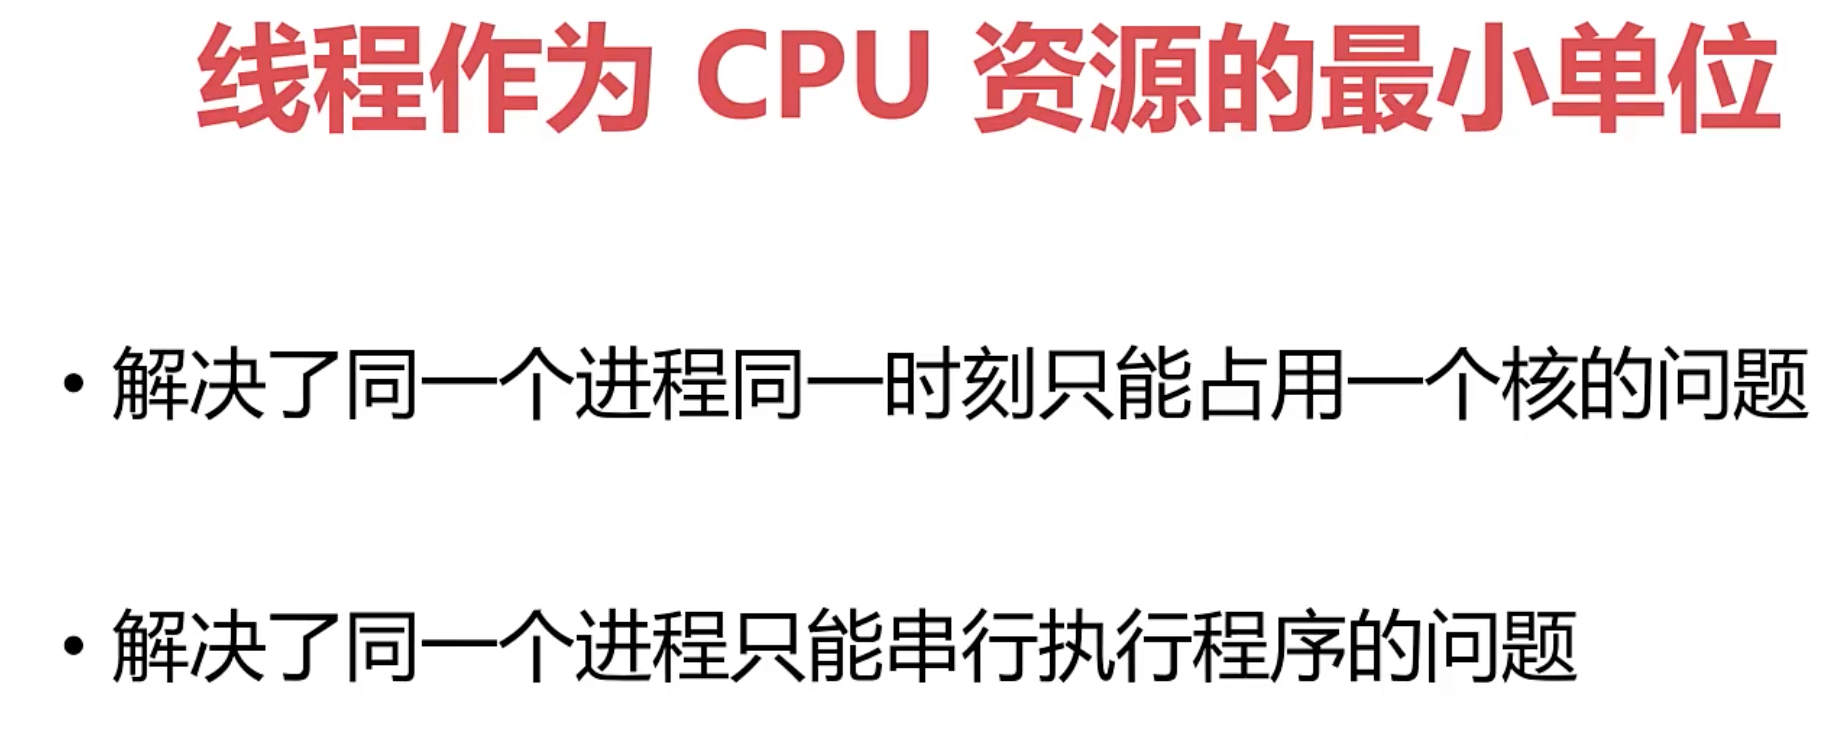 线程作为 CPU 资源的最小单位
• 解决了同一个进程同一时刻只能占用一个核的问题
• 解决了同一个进程只能串行执行程序的问题